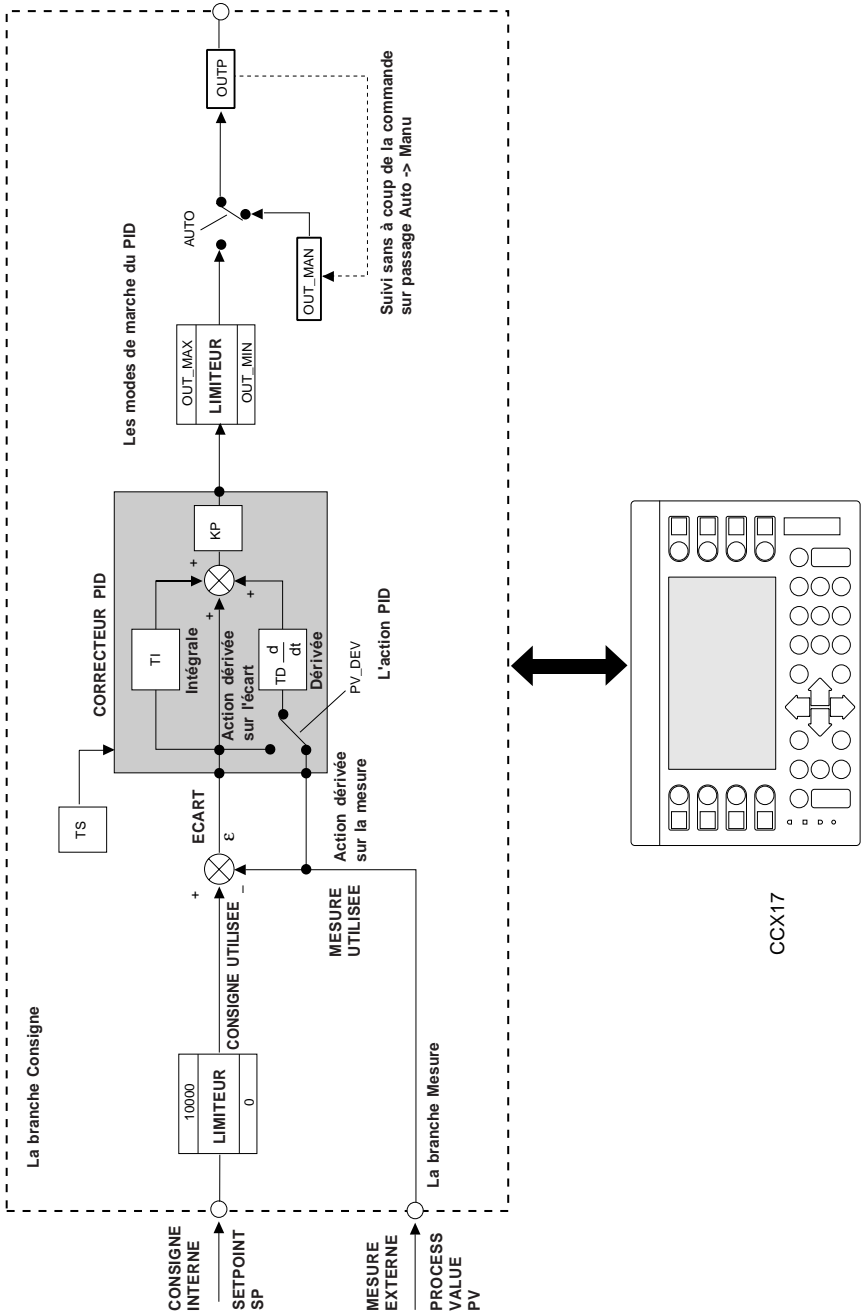 La branche Consigne
CONSIGNE
INTERNE
SETPOINT
SP
10000
LIMITEUR
0
CONSIGNE UTILISEE
+
_
ECART
ε
MESURE
UTILISEE
Action dérivée
sur la mesure
MESURE
EXTERNE
PROCESS
VALUE
PV
La branche Mesure
TS
CORRECTEUR PID
TI
Intégrale
Action dérivée
sur l'écart
TD d
dt
Dérivée
PV_DEV
+
+
+
KP
L'action PID
Les modes de marche du PID
OUT_MAX
LIMITEUR
OUT_MIN
AUTO
OUT_MAN
OUTP
Suivi sans à coup de la commande
sur passage Auto -> Manu
CCX17